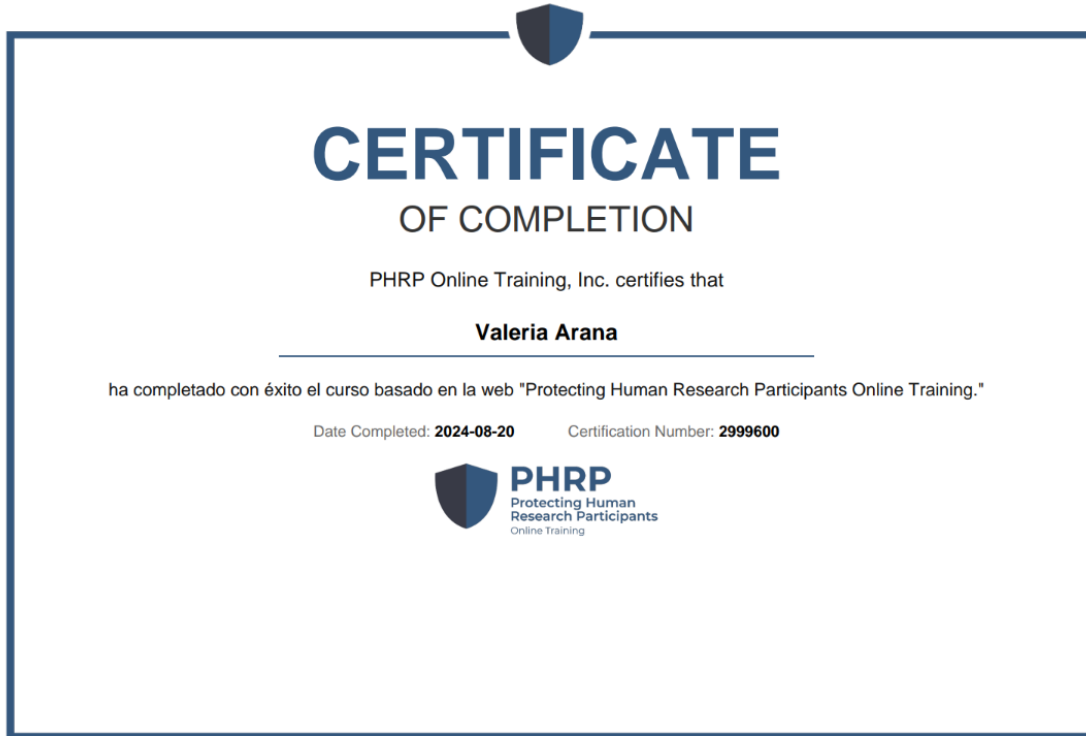 CERTIFICATE
OF COMPLETION
PHRP Online Training, Inc. certifies that
Valeria Arana
ha completado con éxito el curso basado en la web "Protecting Human Research Participants Online Training."
Date Completed: 2024-08-20 Certification Number: 2999600
PHRP
Protecting Human
Research Participants
Online Training